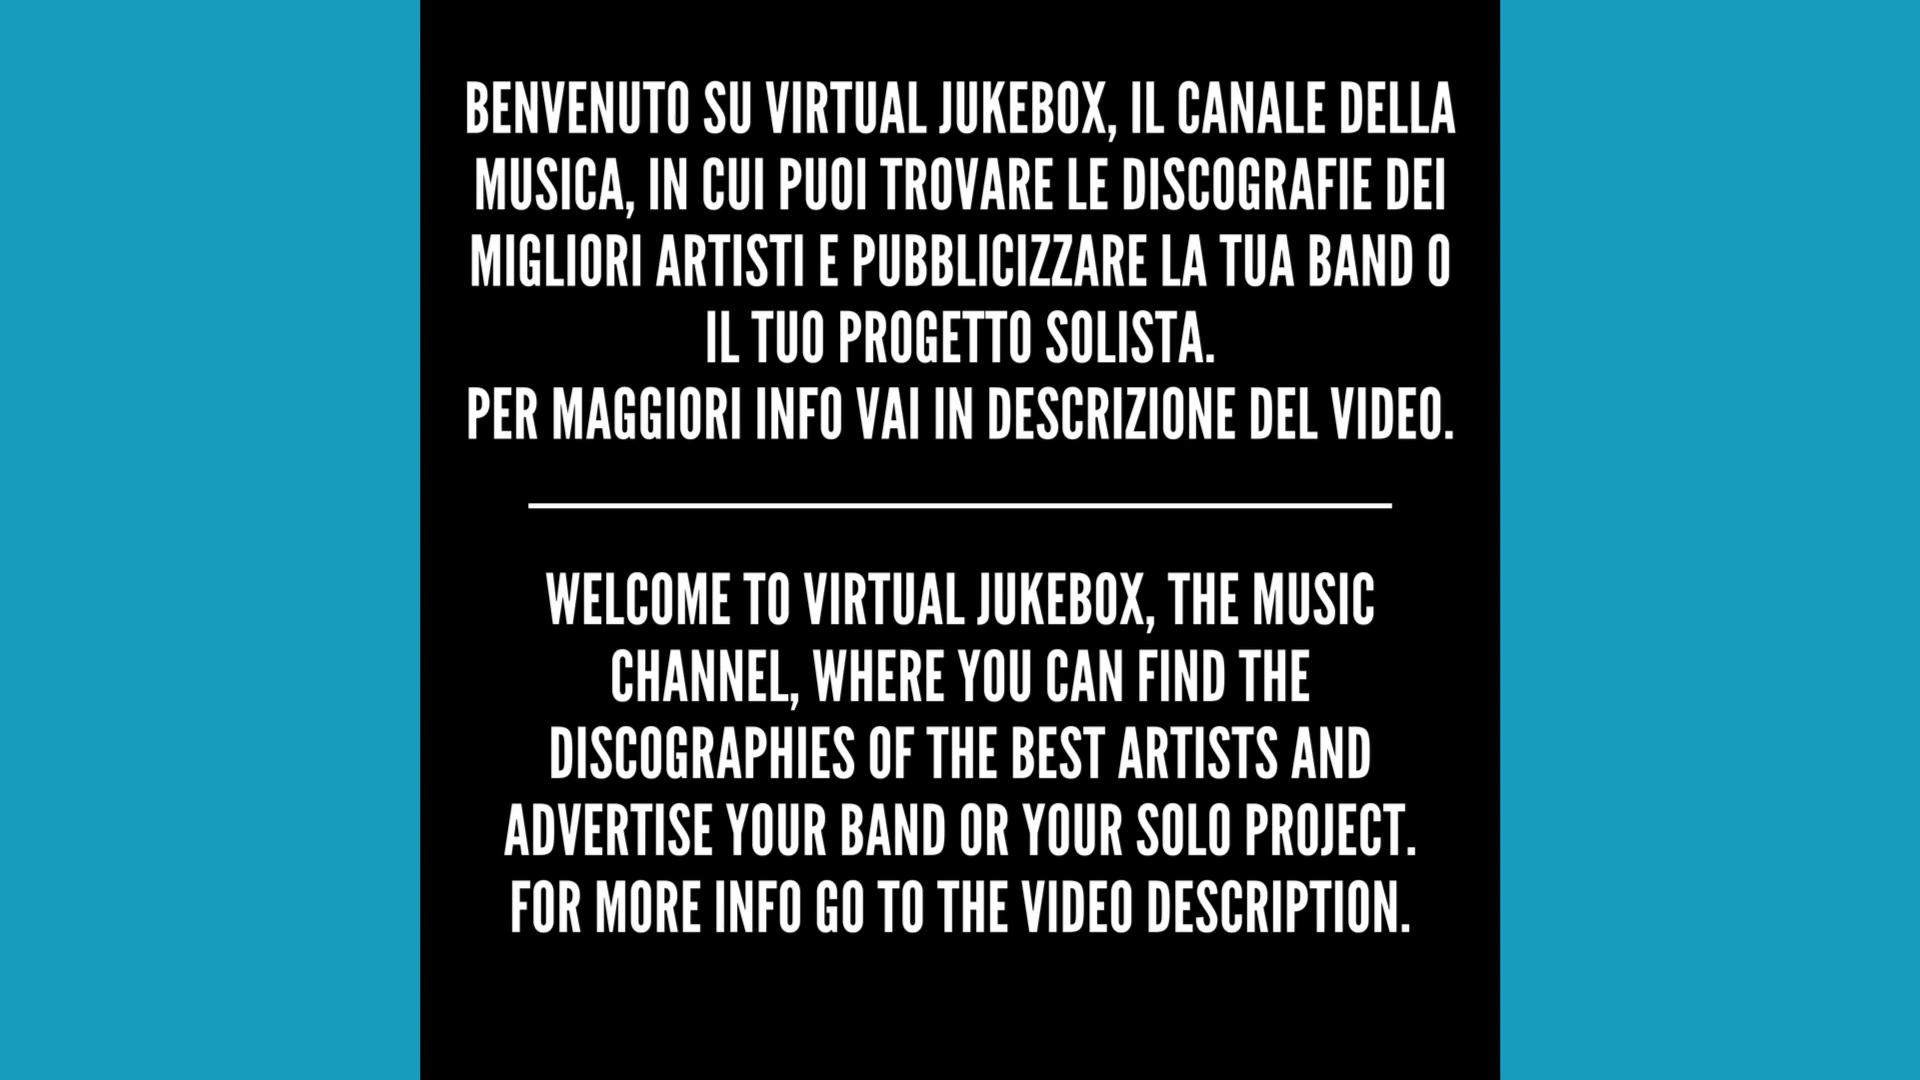 BENVENUTO SU VIRTUAL JUKEBOX, IL CANALE DELLA
MUSICA, IN CUI PUOI TROVARE LE DISCOGRAFIE DEI
MIGLIORI ARTISTI E PUBBLICIZZARE LA TUA BAND O
IL TUO PROGETTO SOLISTA.
PER MAGGIORI INFO VAI IN DESCRIZIONE DEL VIDEO.
WELCOME TO VIRTUAL JUKEBOX, THE MUSIC
CHANNEL, WHERE YOU CAN FIND THE
DISCOGRAPHIES OF THE BEST ARTISTS AND
ADVERTISE YOUR BAND OR YOUR SOLO PROJECT.
FOR MORE INFO GO TO THE VIDEO DESCRIPTION.